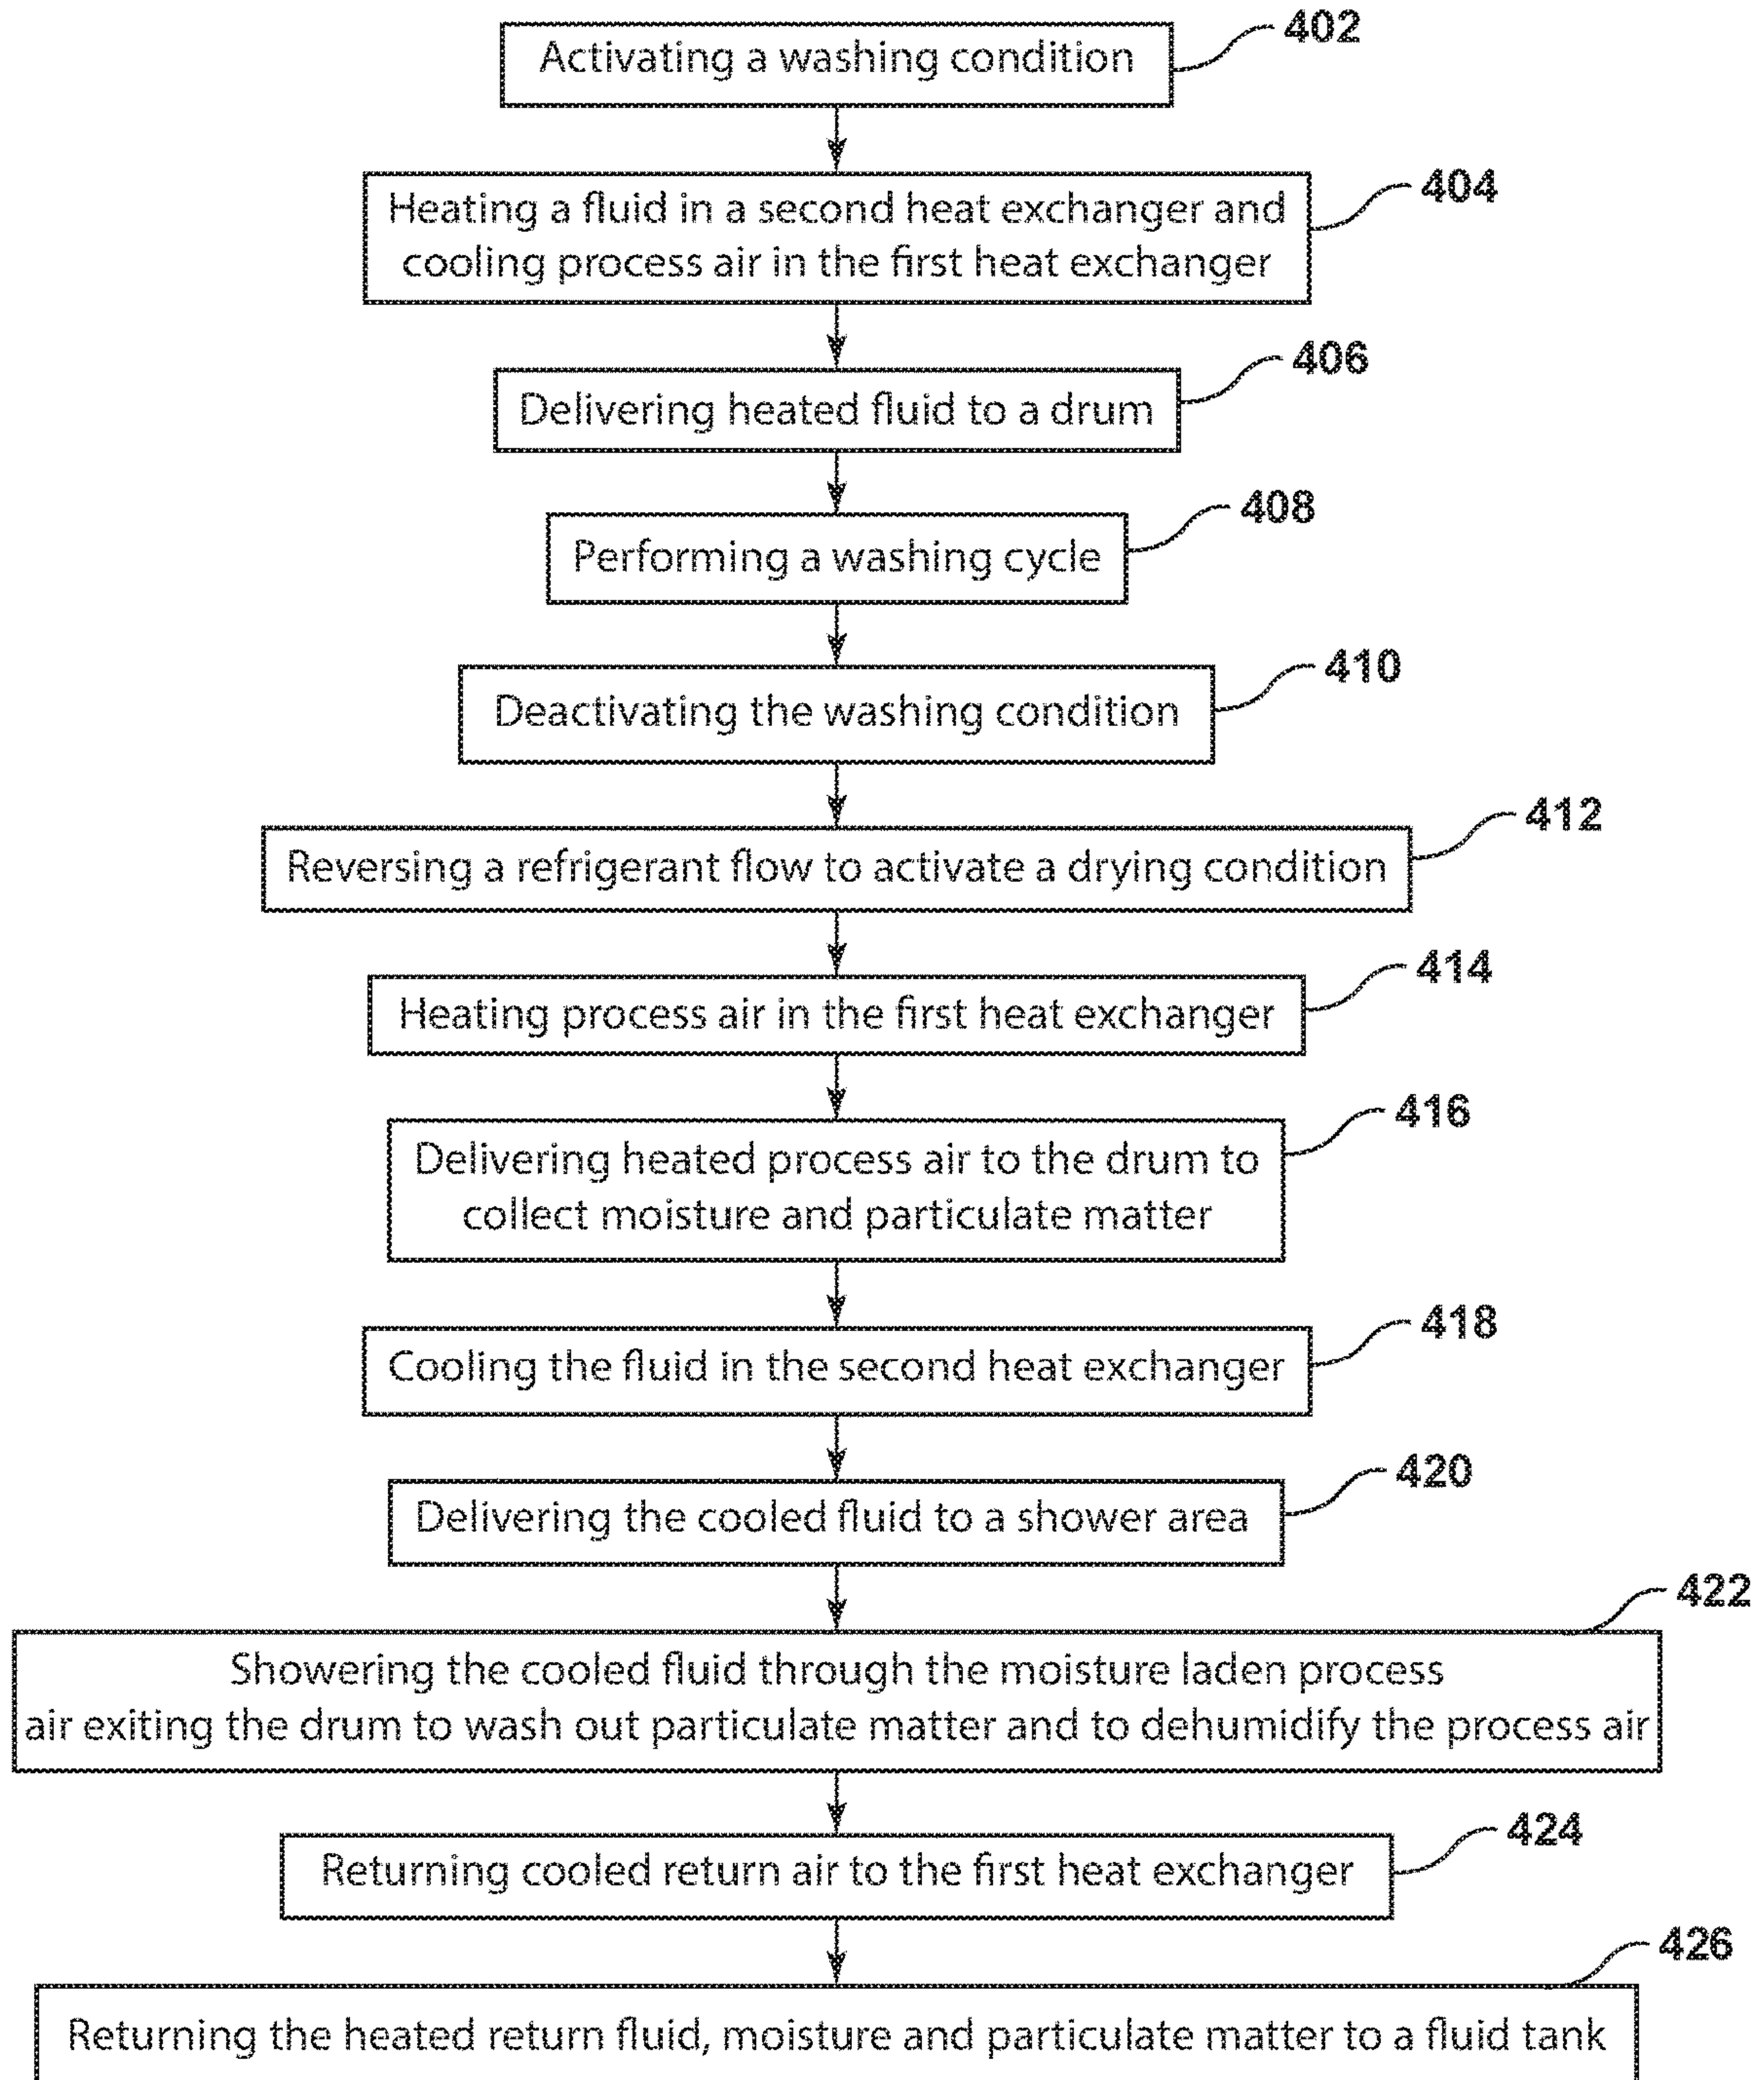 402
Activating a washing condition
404
Heating a fluid in a second heat exchanger and
cooling process air in the first heat exchanger
406
Delivering heated fluid to a drum
408
Performing a washing cycle
410
Deactivating the washing condition
412
Reversing a refrigerant flow to activate a drying condition
414
Heating process air in the first heat exchanger
416
Delivering heated process air to the drum to
collect moisture and particulate matter
418
Cooling the fluid in the second heat exchanger
420
Delivering the cooled fluid to a shower area
422
Showering the cooled fluid through the moisture laden process
air exiting the drum to wash out particulate matter and to dehumidify the process air
424
Returning cooled return air to the first heat exchanger
426
Returning the heated return fluid, moisture and particulate matter to a fluid tank